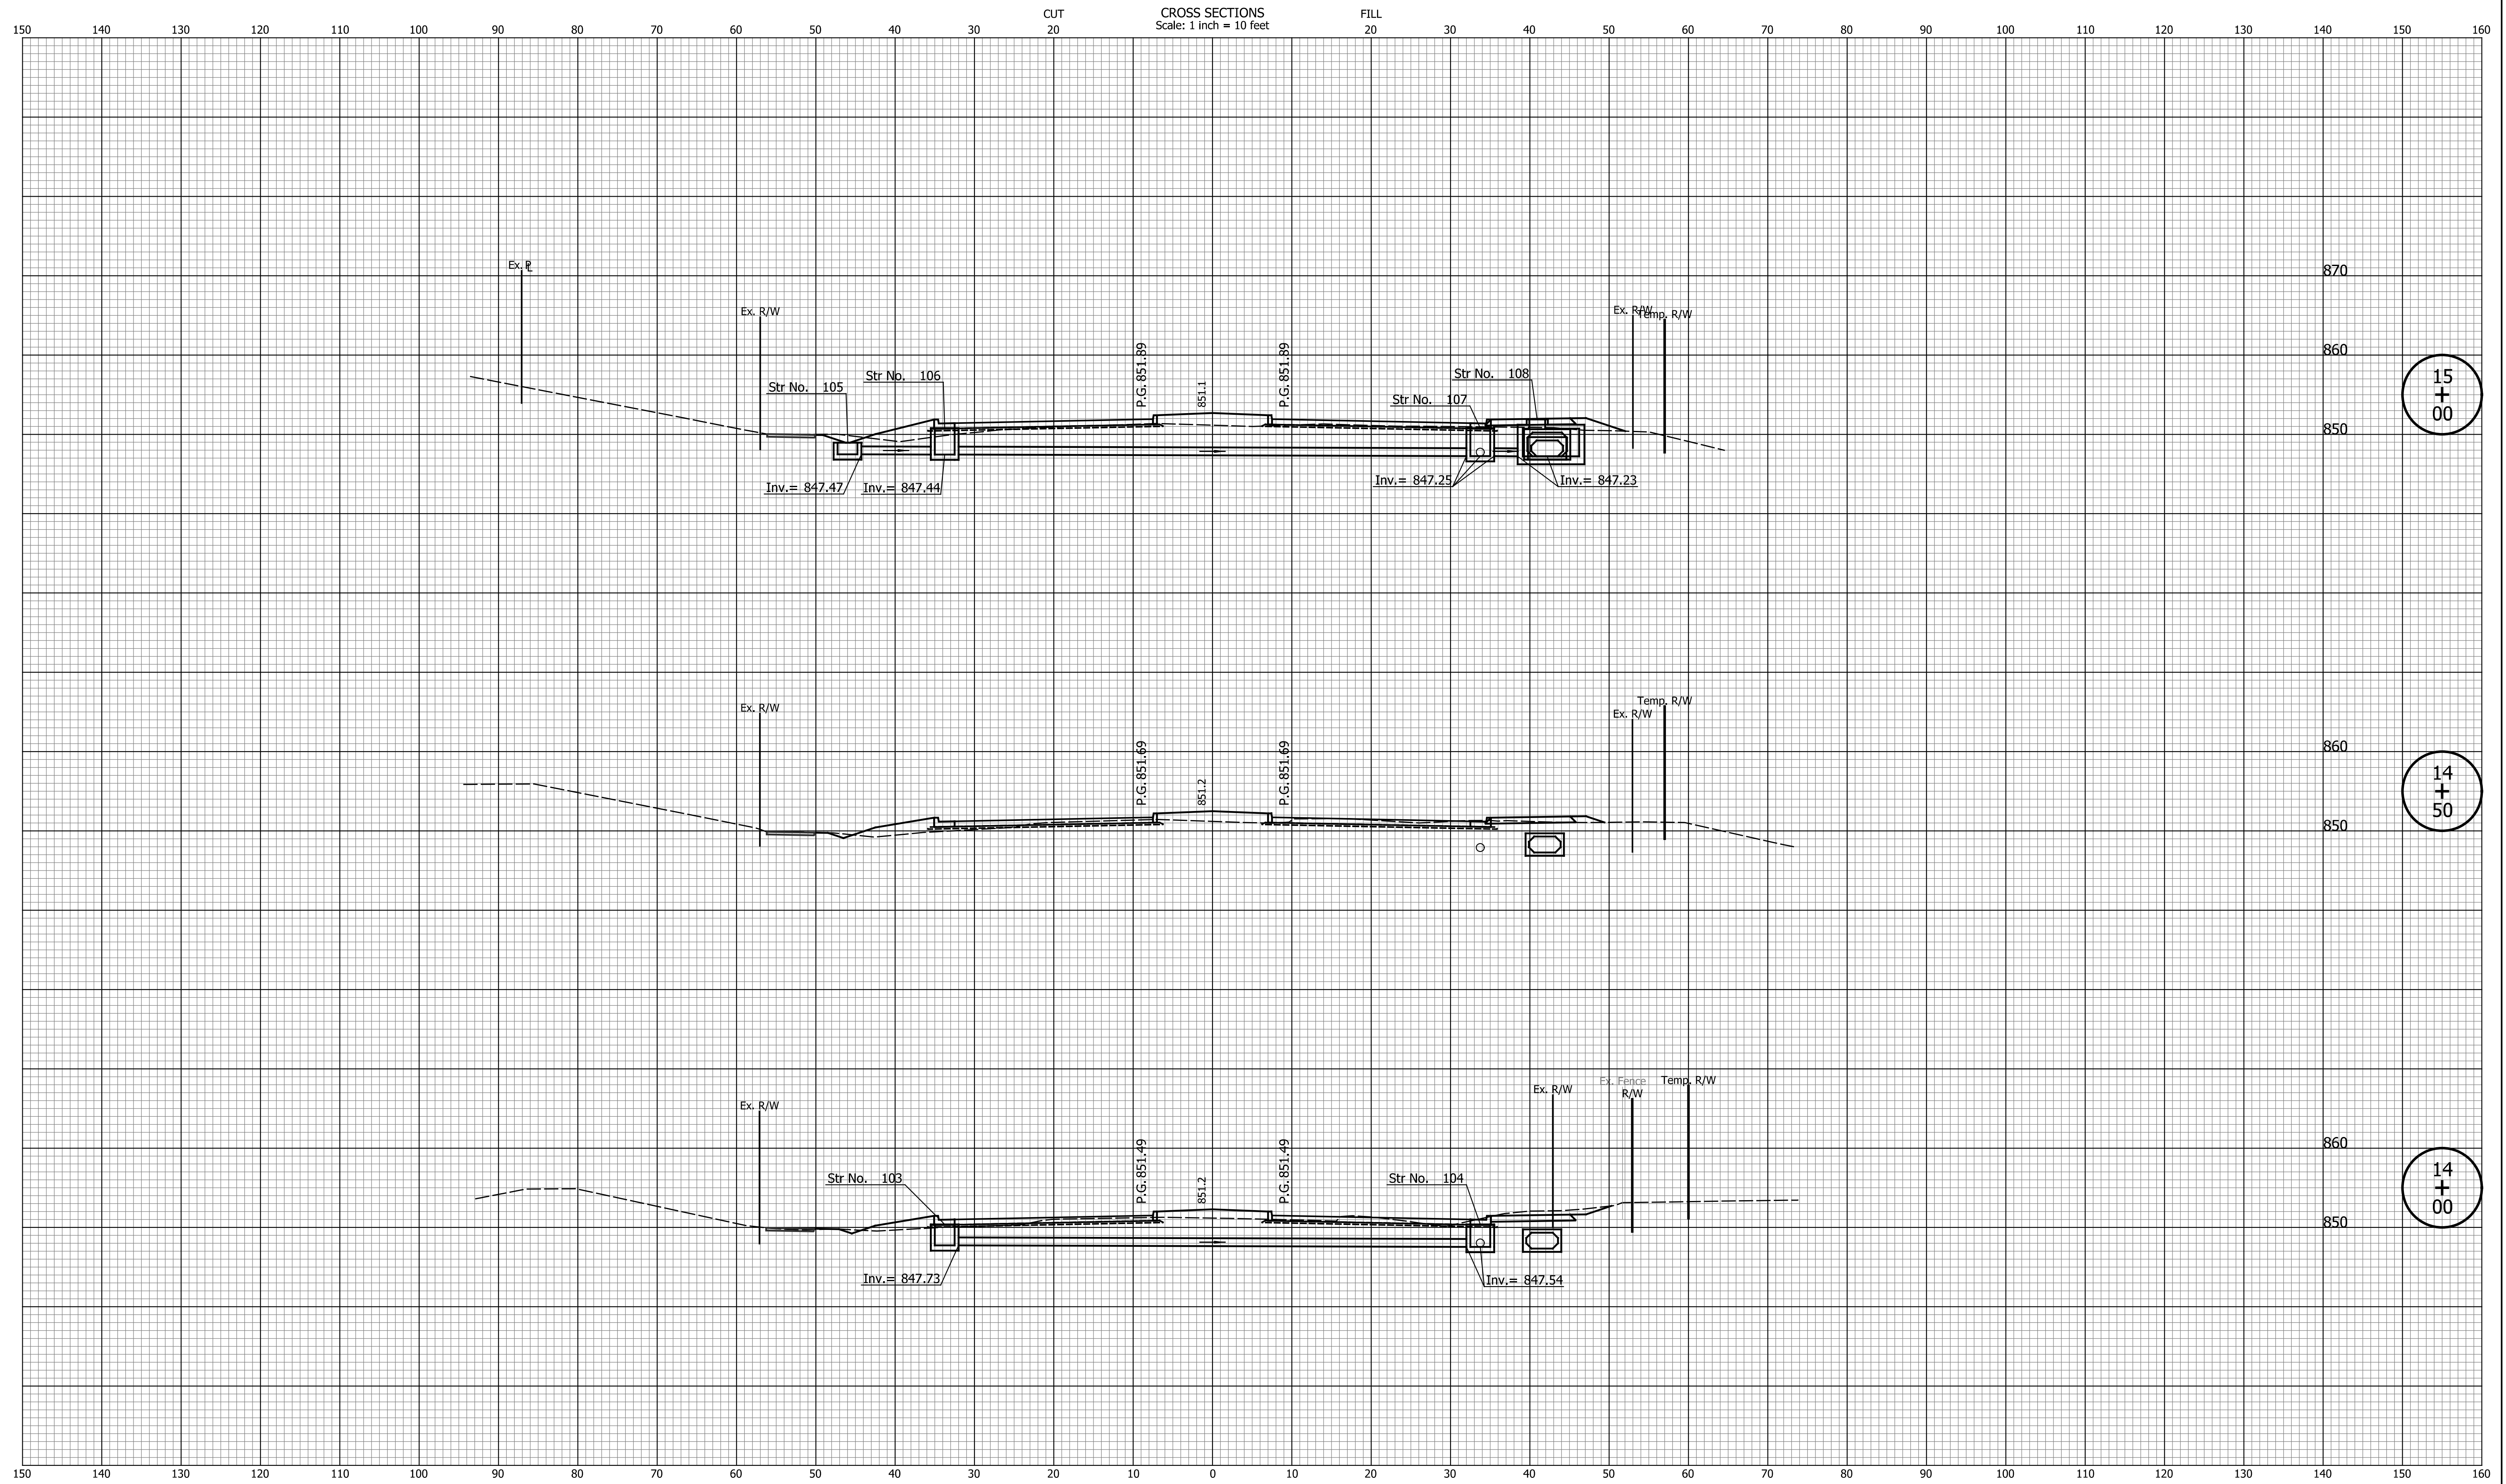 CUT CROSS SECTIONS FILL
Scale: 1 inch = 10 feet
150 140 130 120 110 100 90 80 70 60 50 40 30 20 20 30 40 50 60 70 80 90 100 110 120 130 140 150 160
Ex. PL
870
Ex. R/W
Ex. R/W
Temp. R/W
860
P.G. 851.89
851.1
P.G. 851.89
Str No. 105
Str No. 106
Str No. 107
Str No. 108
15
+
00
850
Inv.= 847.47
Inv.= 847.44
Inv.= 847.25
Inv.= 847.23
Ex. R/W
Ex. R/W
Temp. R/W
860
P.G. 851.69
851.2
P.G. 851.69
14
+
50
850
Ex. R/W
Ex. R/W
Ex. Fence
R/W
Temp. R/W
860
P.G. 851.49
851.2
P.G. 851.49
Str No. 103
Str No. 104
14
+
00
850
Inv.= 847.73
Inv.= 847.54
150 140 130 120 110 100 90 80 70 60 50 40 30 20 10 0 10 20 30 40 50 60 70 80 90 100 110 120 130 140 150 160